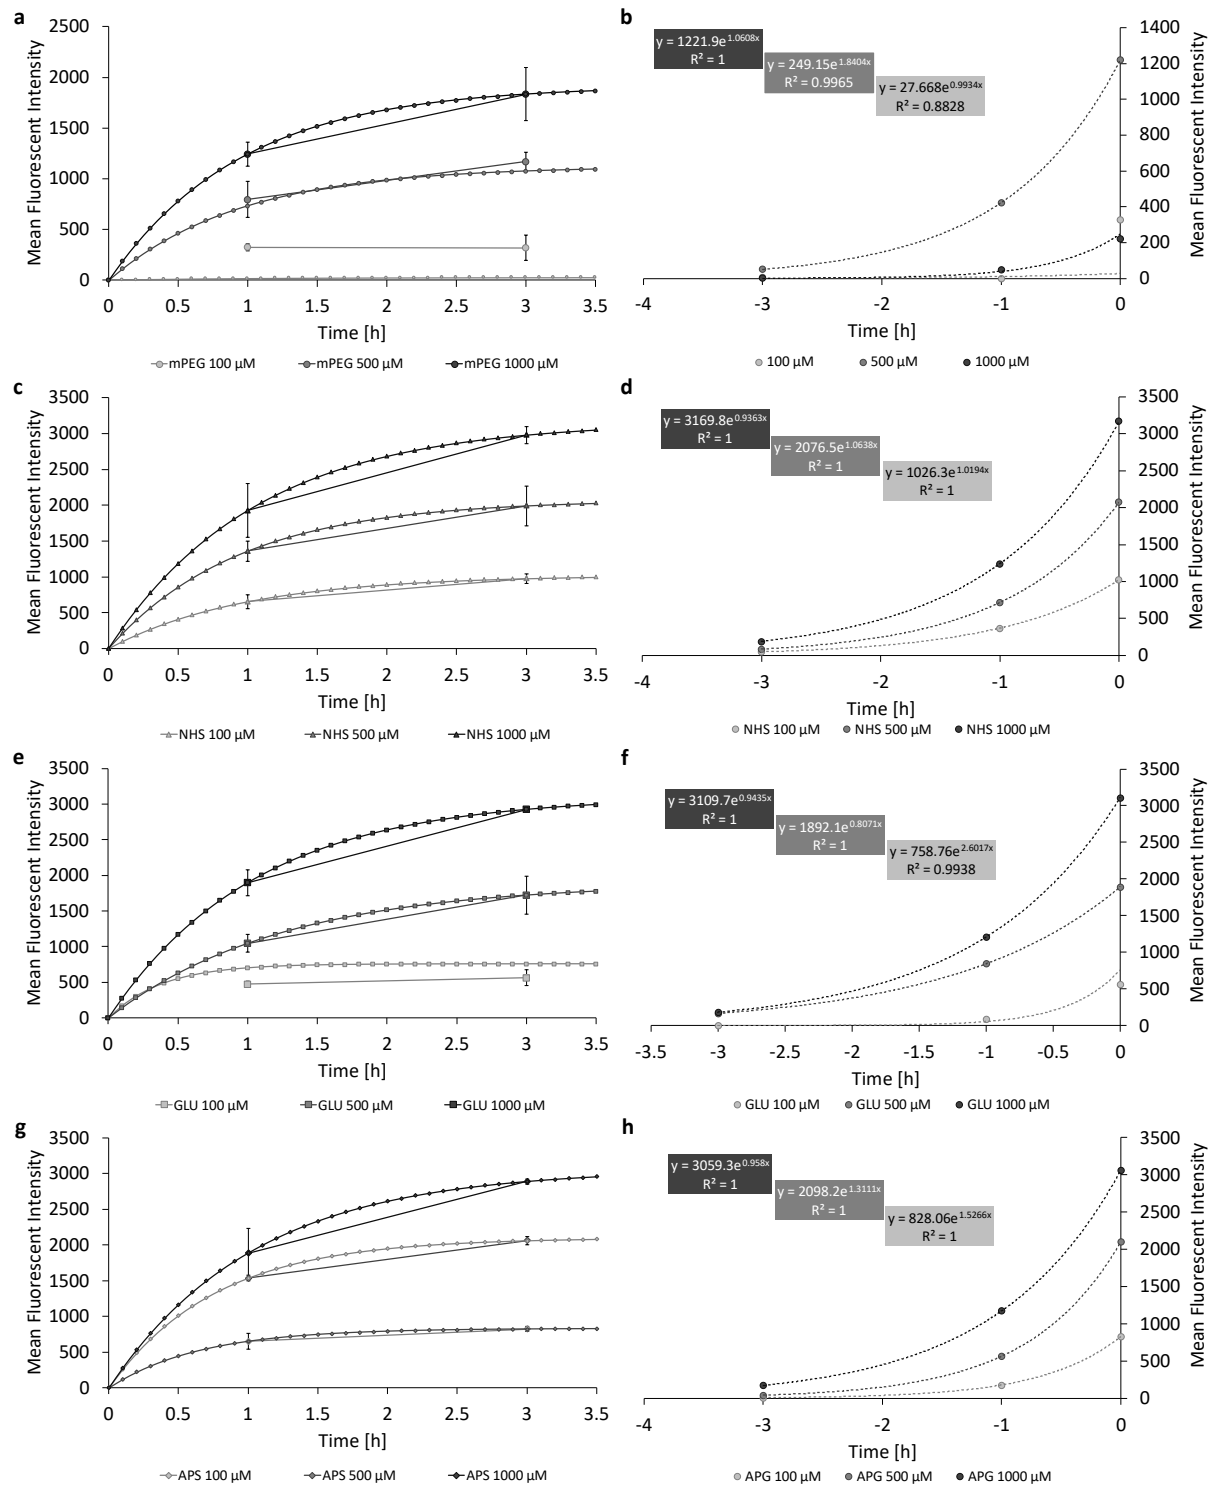 a
2500
2000
1500
1000
500
0
Mean Fluorescent Intensity
0 0.5 1 1.5 2 2.5 3 3.5
Time [h]
mPEG 100 µM mPEG 500 µM mPEG 1000 µM
b
y = 1221.9e^1.0608x
R² = 1
y = 249.15e^1.8404x
R² = 0.9965
y = 27.668e^0.9934x
R² = 0.8828
1400
1200
1000
800
600
400
200
0
Mean Fluorescent Intensity
-4 -3 -2 -1 0
Time [h]
100 µM 500 µM 1000 µM
c
3500
3000
2500
2000
1500
1000
500
0
Mean Fluorescent Intensity
0 0.5 1 1.5 2 2.5 3 3.5
Time [h]
NHS 100 µM NHS 500 µM NHS 1000 µM
d
y = 3169.8e^0.9363x
R² = 1
y = 2076.5e^1.0638x
R² = 1
y = 1026.3e^1.0194x
R² = 1
3500
3000
2500
2000
1500
1000
500
0
Mean Fluorescent Intensity
-4 -3 -2 -1 0
Time [h]
NHS 100 µM NHS 500 µM NHS 1000 µM
e
3500
3000
2500
2000
1500
1000
500
0
Mean Fluorescent Intensity
0 0.5 1 1.5 2 2.5 3 3.5
Time [h]
GLU 100 µM GLU 500 µM GLU 1000 µM
f
y = 3109.7e^0.9435x
R² = 1
y = 1892.1e^0.8071x
R² = 1
y = 758.76e^2.6017x
R² = 0.9938
3500
3000
2500
2000
1500
1000
500
0
Mean Fluorescent Intensity
-3.5 -3 -2.5 -2 -1.5 -1 -0.5 0
Time [h]
GLU 100 µM GLU 500 µM GLU 1000 µM
g
3500
3000
2500
2000
1500
1000
500
0
Mean Fluorescent Intensity
0 0.5 1 1.5 2 2.5 3 3.5
Time [h]
APS 100 µM APS 500 µM APS 1000 µM
h
y = 3059.3e^0.958x
R² = 1
y = 2098.2e^1.3111x
R² = 1
y = 828.06e^1.5266x
R² = 1
3500
3000
2500
2000
1500
1000
500
0
Mean Fluorescent Intensity
-4 -3 -2 -1 0
Time [h]
APG 100 µM APG 500 µM APG 1000 µM